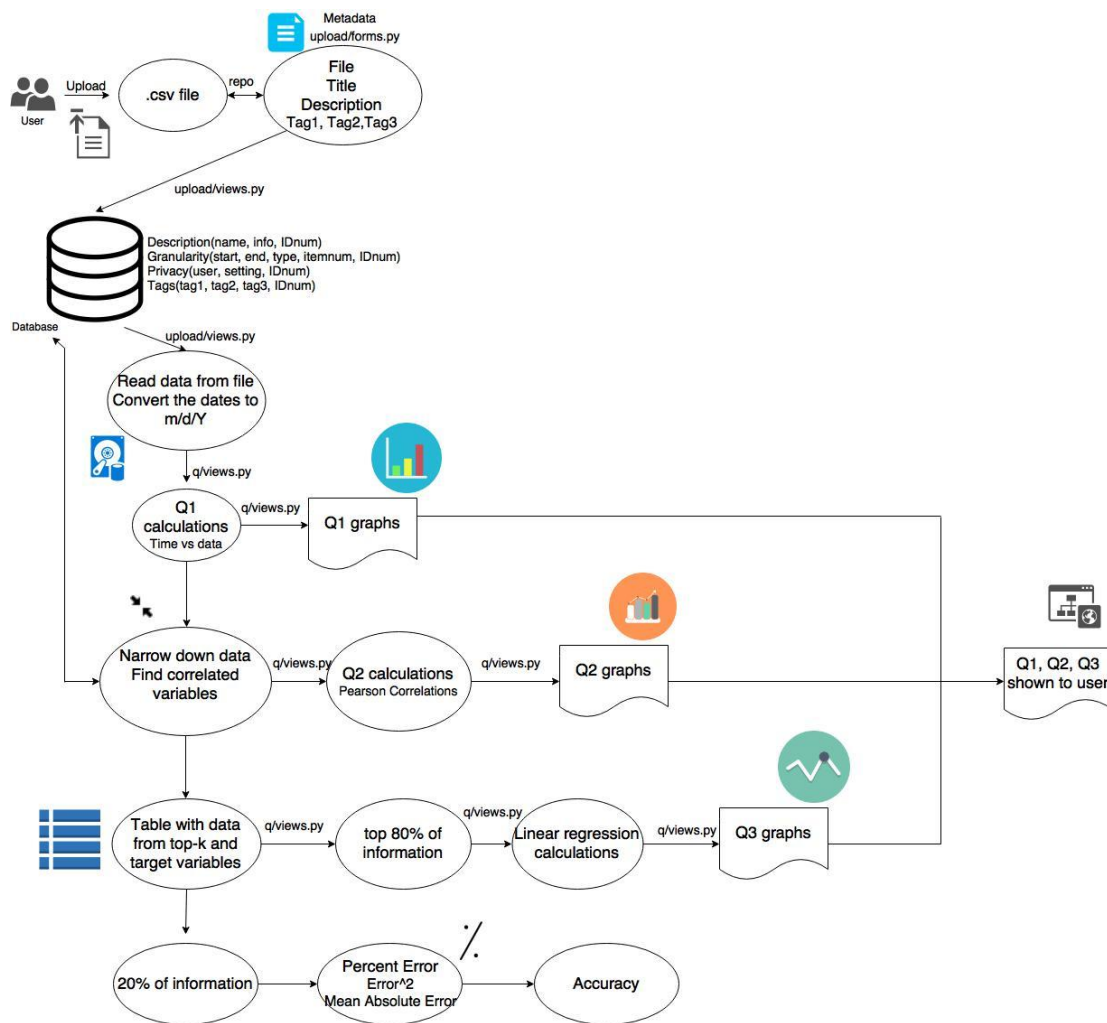 Metadata
upload/forms.py
File
Title
Description
Tag1, Tag2,Tag3
repo
Upload
.csv file
User
upload/views.py
Description(name, info, IDnum)
Granularity(start, end, type, itemnum, IDnum)
Privacy(user, setting, IDnum)
Tags(tag1, tag2, tag3, IDnum)
Database
upload/views.py
Read data from file
Convert the dates to
m/d/Y
q/views.py
Q1
calculations
Time vs data
q/views.py
Q1 graphs
Narrow down data
Find correlated
variables
q/views.py
Q2 calculations
Pearson Correlations
q/views.py
Q2 graphs
Q1, Q2, Q3
shown to user
Table with data
from top-k and
target variables
q/views.py
top 80% of
information
q/views.py
Linear regression
calculations
q/views.py
Q3 graphs
20% of information
Percent Error
Error^2
Mean Absolute Error
Accuracy